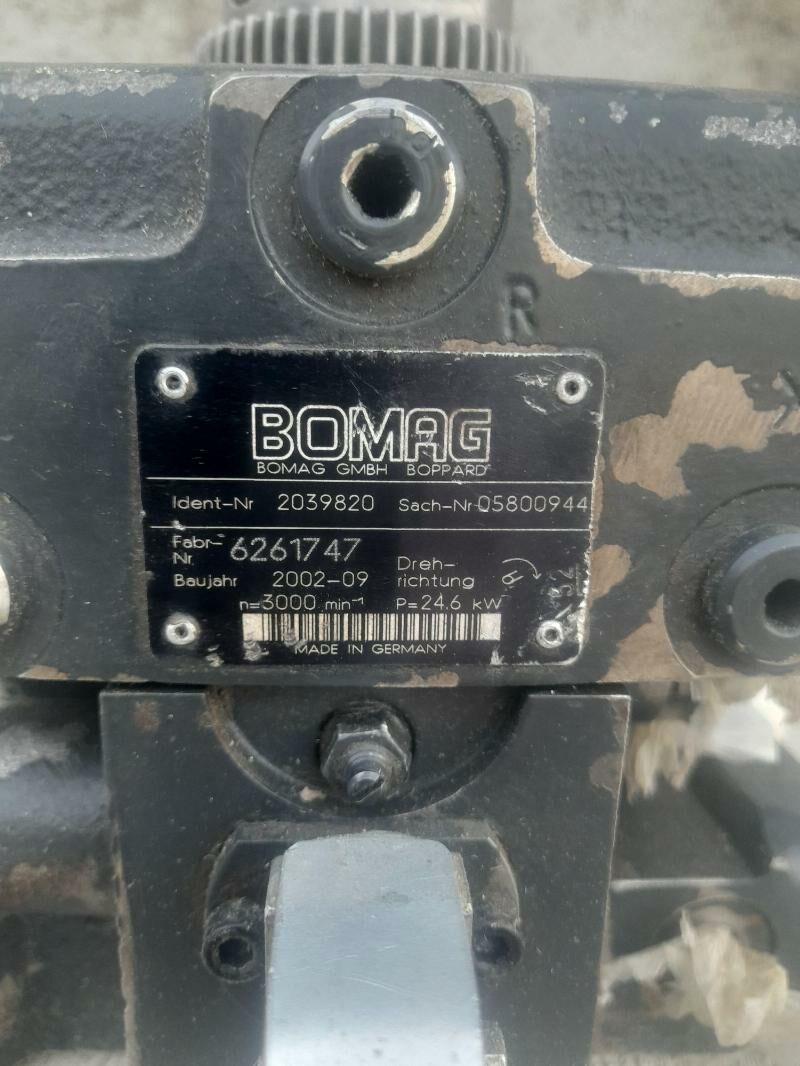 R
BOMAG
BOMAG GMBH BOPPARD
Ident-Nr 2039820 Sach-Nr 05800944
Fabr-Nr. 6261747
Baujahr 2002-09 Dreh-richtung
n=3000 min⁻¹ P=24.6 kW
MADE IN GERMANY